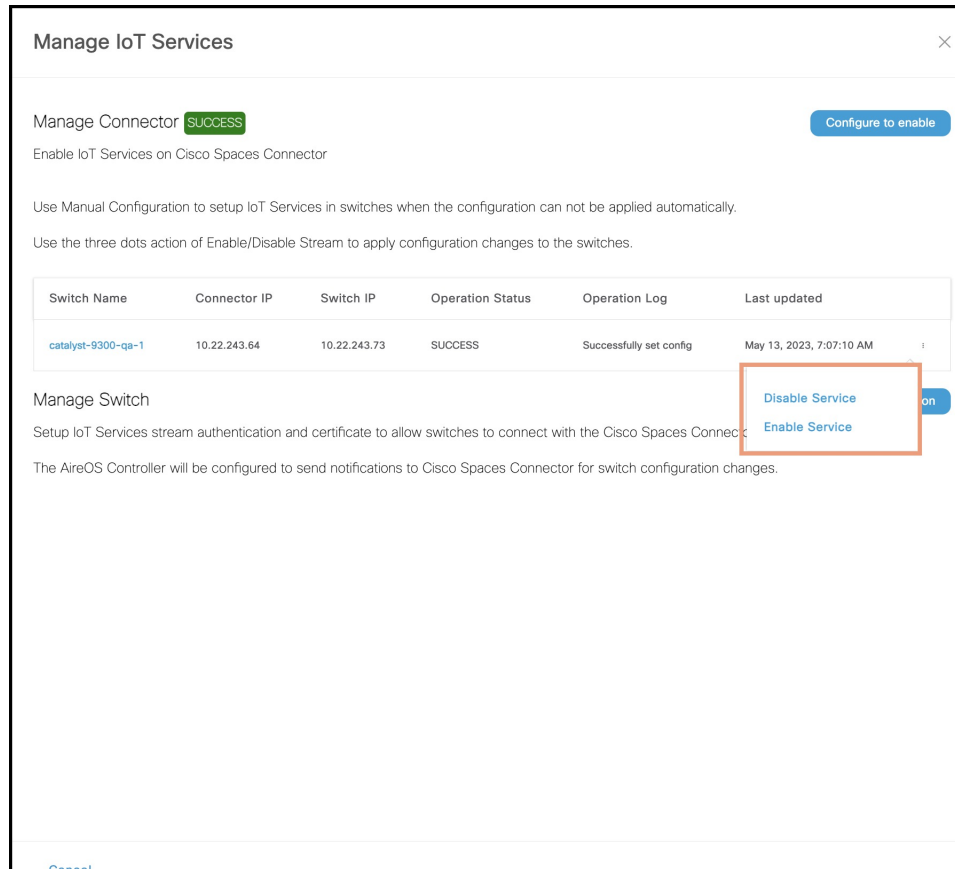 Manage IoT Services
Manage Connector SUCCESS
Configure to enable
Enable IoT Services on Cisco Spaces Connector
Use Manual Configuration to setup IoT Services in switches when the configuration can not be applied automatically.
Use the three dots action of Enable/Disable Stream to apply configuration changes to the switches.
Switch Name Connector IP Switch IP Operation Status Operation Log Last updated
catalyst-9300-qa-1 10.22.243.64 10.22.243.73 SUCCESS Successfully set config May 13, 2023, 7:07:10 AM
Manage Switch
on
Disable Service
Enable Service
Setup IoT Services stream authentication and certificate to allow switches to connect with the Cisco Spaces
The AireOS Controller will be configured to send notifications to Cisco Spaces Connector for switch configuration changes.